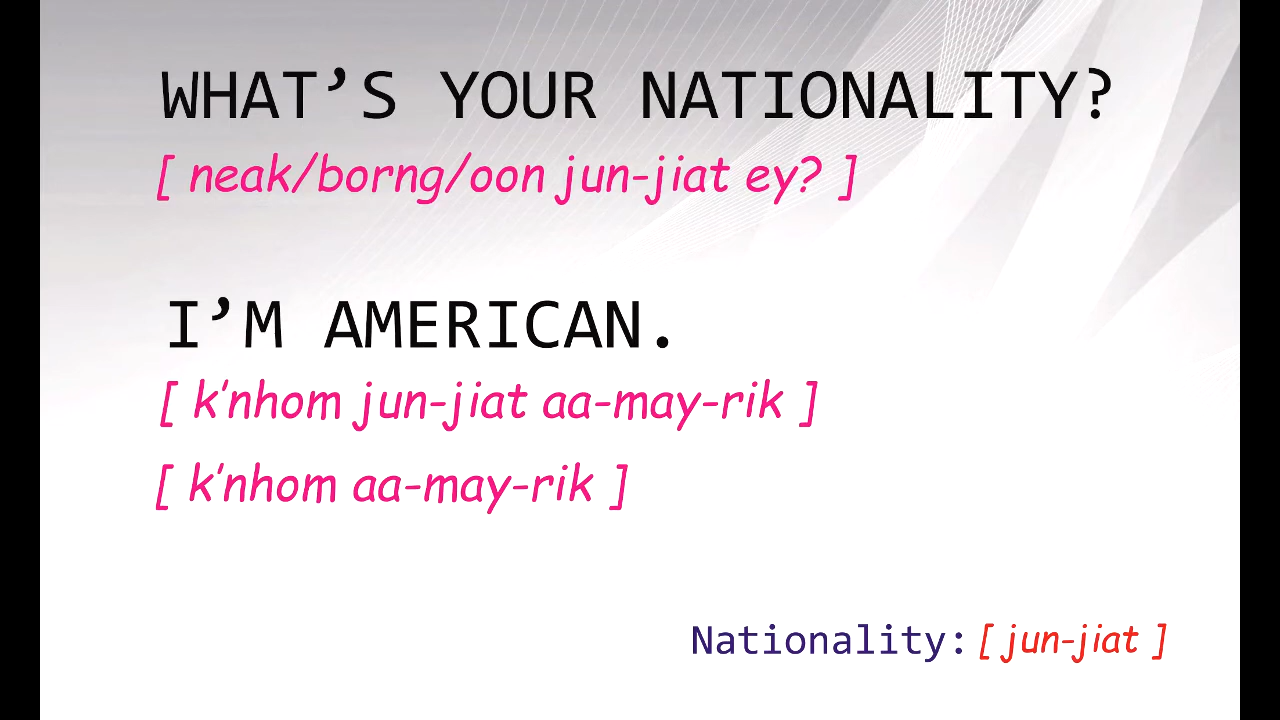 WHAT’S YOUR NATIONALITY?
[ neak/borng/oon jun-jiat ey? ]
I’M AMERICAN.
[ k'nhom jun-jiat aa-may-rik ]
[ k'nhom aa-may-rik ]
Nationality: [ jun-jiat ]